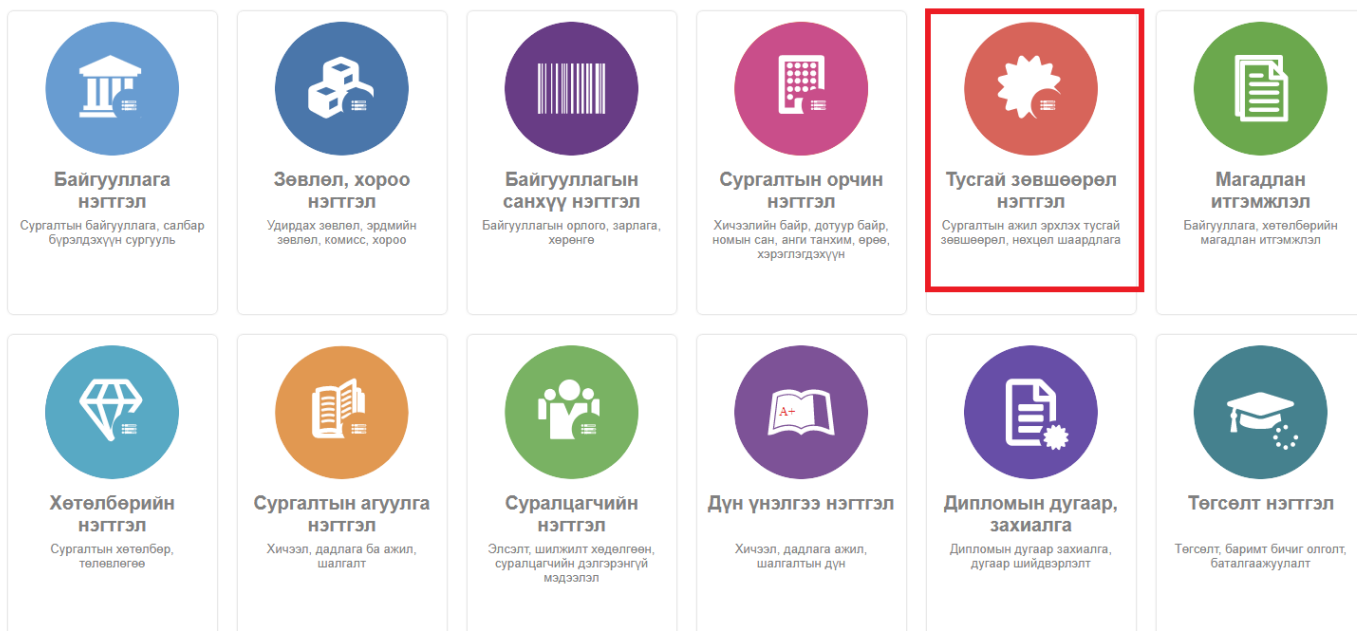 Байгууллага
нэгтгэл
Сургалтын байгууллага, салбар
бүрэлдэхүүн сургууль
Зөвлөл, хороо
нэгтгэл
Удирдах зөвлөл, эрдмийн
зөвлөл, комисс, хороо
Байгууллагын
санхүү нэгтгэл
Байгууллагын орлого, зарлага,
хөрөнгө
Сургалтын орчин
нэгтгэл
Хичээлийн байр, дотуур байр,
номын сан, анги танхим, өрөө,
хэрэглэгдэхүүн
Тусгай зөвшөөрөл
нэгтгэл
Сургалтын ажил эрхлэх тусгай
зөвшөөрөл, нөхцөл шаардлага
Магадлан
итгэмжлэл
Байгууллага, хөтөлбөрийн
магадлан итгэмжлэл
Хөтөлбөрийн
нэгтгэл
Сургалтын хөтөлбөр,
төлөвлөгөө
Сургалтын агуулга
нэгтгэл
Хичээл, дадлага ба ажил,
шалгалт
Суралцагчийн
нэгтгэл
Элсэлт, шилжилт хөдөлгөөн,
суралцагчийн дэлгэрэнгүй
мэдээлэл
A+
Дүн үнэлгээ нэгтгэл
Хичээл, дадлага ажил,
шалгалтын дүн
Дипломын дугаар,
захиалга
Дипломын дугаар захиалга,
дугаар шийдвэрлэлт
Төгсөлт нэгтгэл
Төгсөлт, баримт бичиг олголт,
баталгаажуулалт